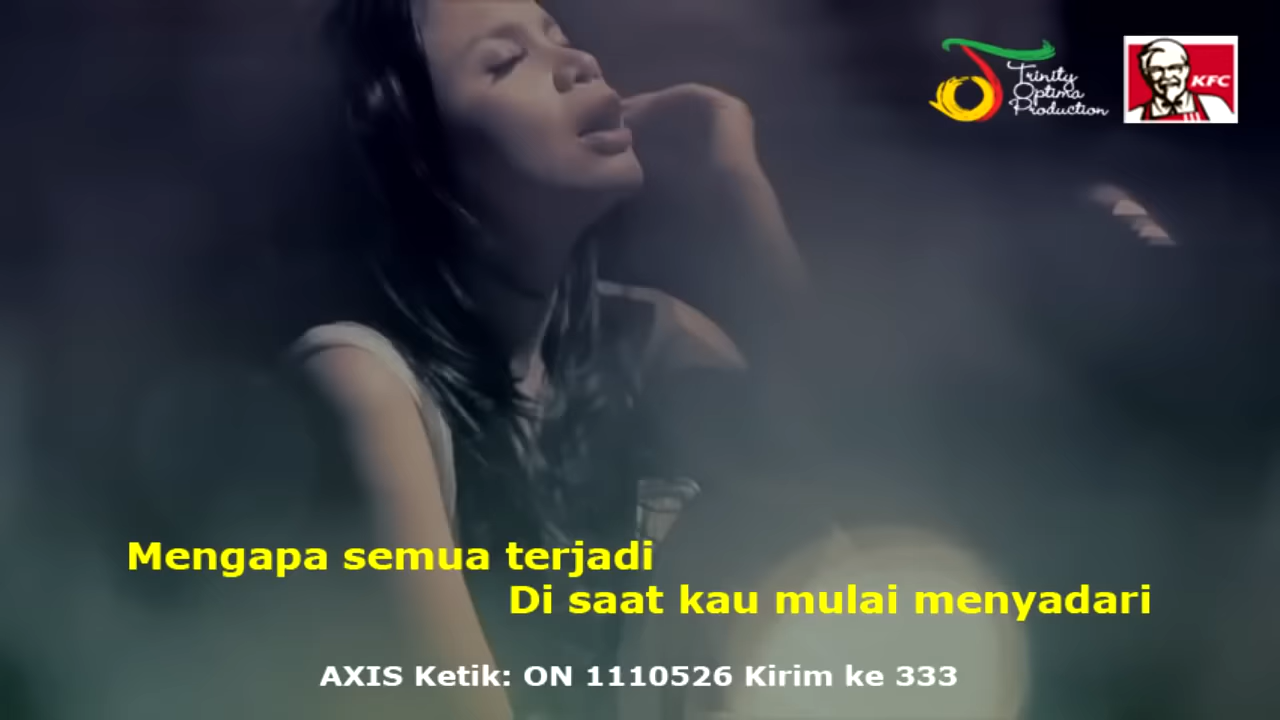 Trinity
Optima
Production
KFC
Mengapa semua terjadi
Di saat kau mulai menyadari
AXIS Ketik: ON 1110526 Kirim ke 333